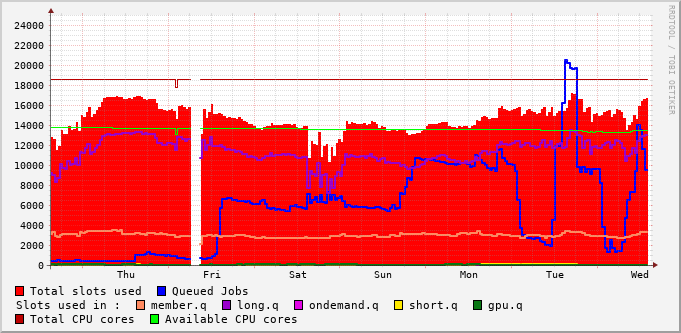 24000
22000
20000
18000
16000
14000
12000
10000
8000
6000
4000
2000
0
Thu Fri Sat Sun Mon Tue Wed
Total slots used Queued Jobs
Slots used in : member.q long.q ondemand.q short.q gpu.q
Total CPU cores Available CPU cores
RRDTOOL / TOBI OETIKER